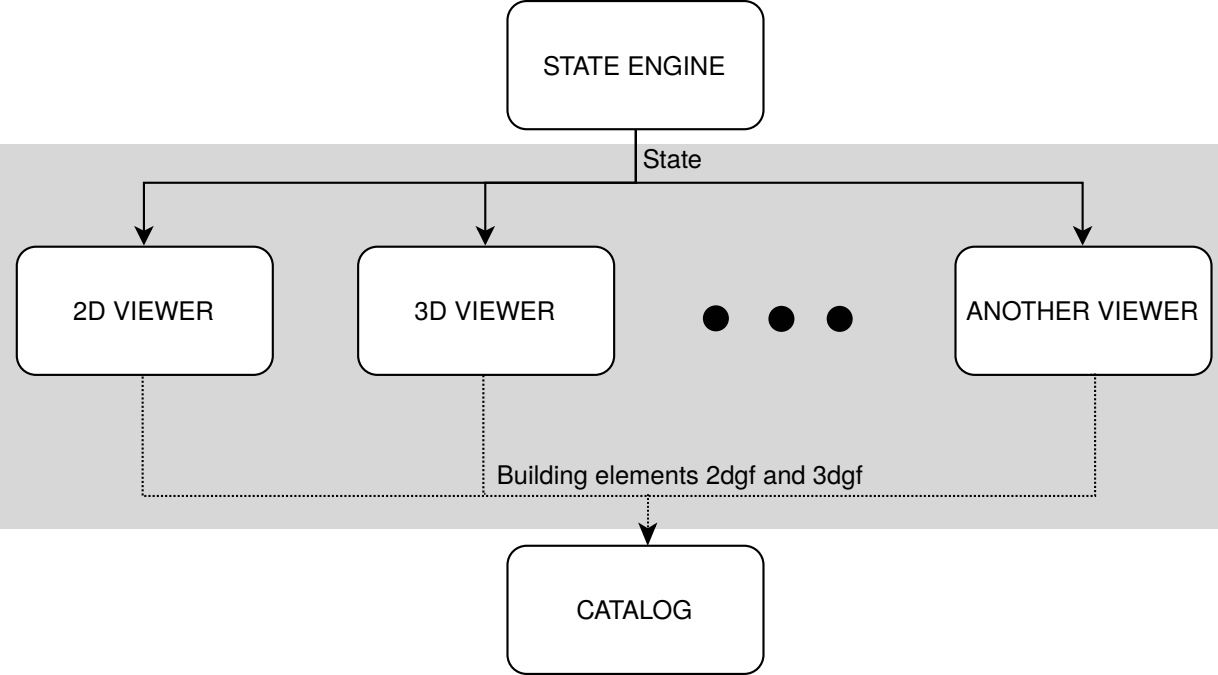 STATE ENGINE
State
2D VIEWER
3D VIEWER
ANOTHER VIEWER
Building elements 2dgf and 3dgf
CATALOG